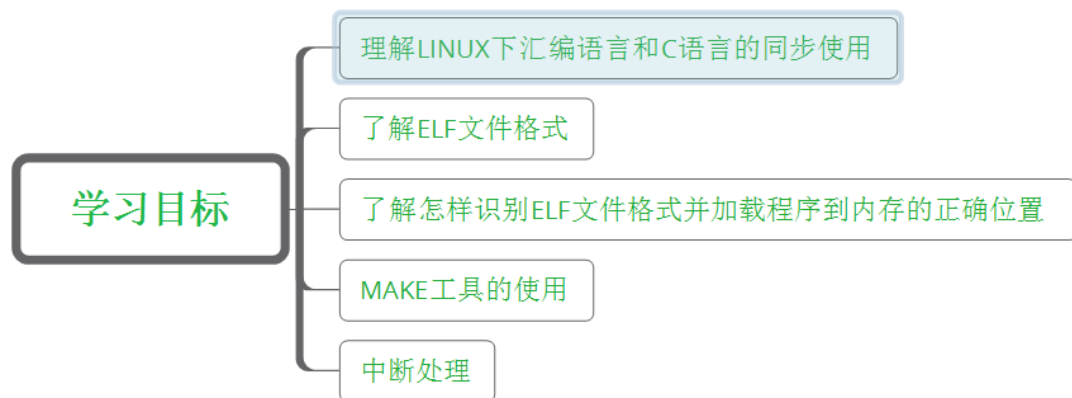 理解LINUX下汇编语言和C语言的同步使用
了解ELF文件格式
学习目标
了解怎样识别ELF文件格式并加载程序到内存的正确位置
MAKE工具的使用
中断处理